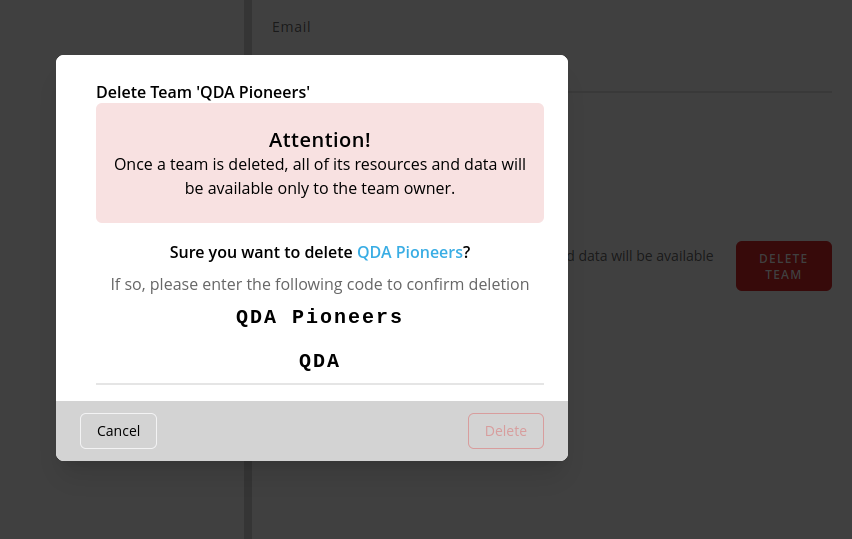 Email
Delete Team 'QDA Pioneers'
Attention!
Once a team is deleted, all of its resources and data will
be available only to the team owner.
Sure you want to delete QDA Pioneers?
If so, please enter the following code to confirm deletion
QDA Pioneers
QDA
Cancel
Delete
data will be available
DELETE
TEAM